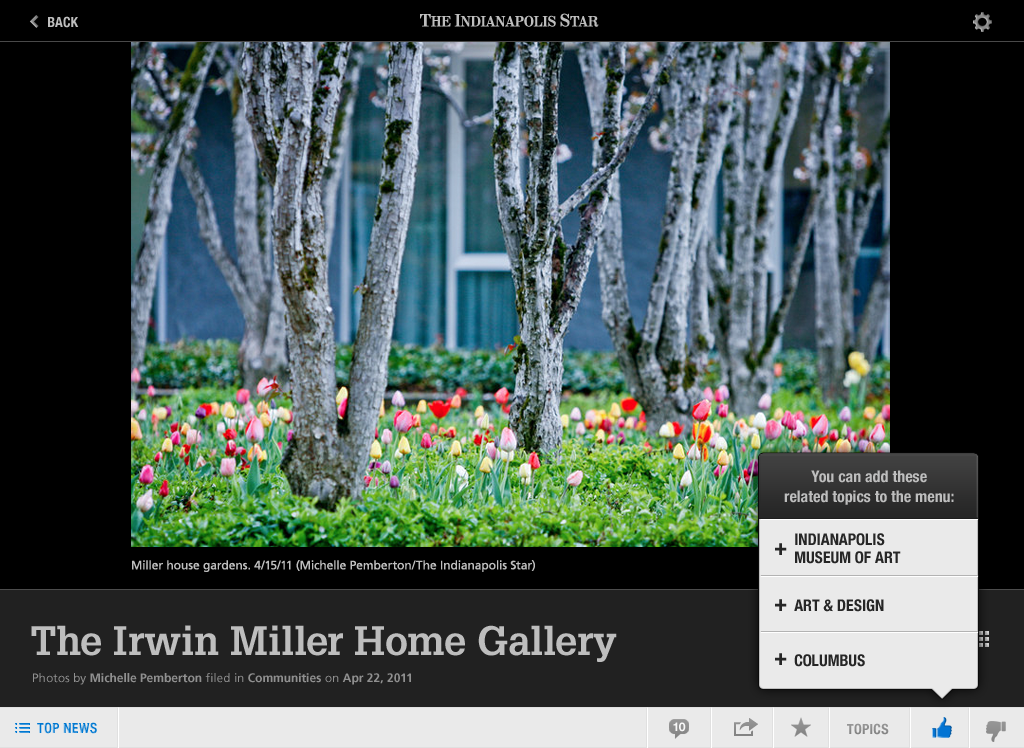 BACK
THE INDIANAPOLIS STAR
Miller house gardens. 4/15/11 (Michelle Pemberton/The Indianapolis Star)
You can add these
related topics to the menu:
+ INDIANAPOLIS
MUSEUM OF ART
+ ART & DESIGN
+ COLUMBUS
The Irwin Miller Home Gallery
Photos by Michelle Pemberton filed in Communities on Apr 22, 2011
TOP NEWS
10
TOPICS